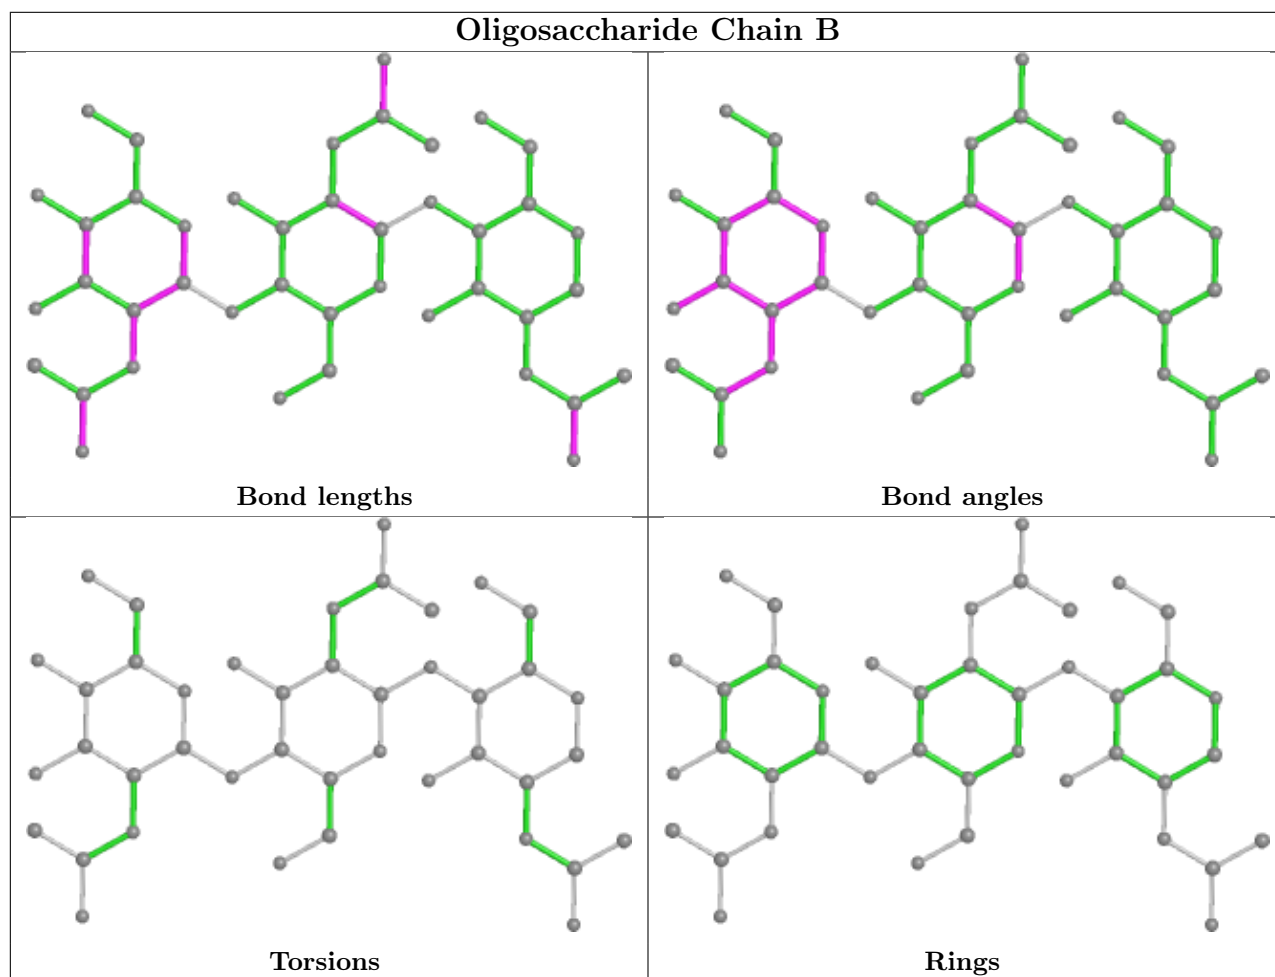 Oligosaccharide Chain B
Bond lengths
Bond angles
Torsions
Rings